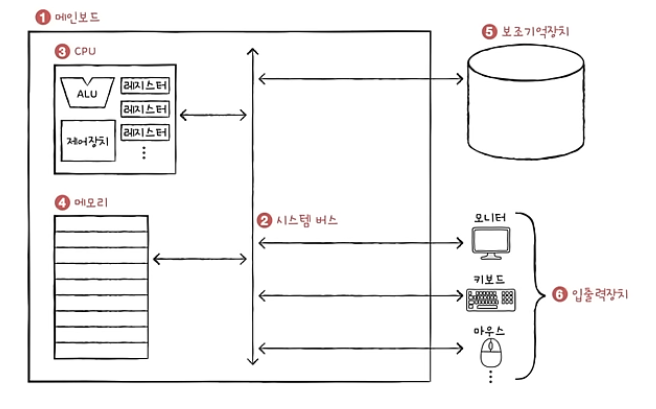 1 메인보드
3 CPU
ALU
레지스터
레지스터
제어장치
레지스터
4 메모리
2 시스템 버스
5 보조기억장치
모니터
키보드
마우스
6 입출력장치